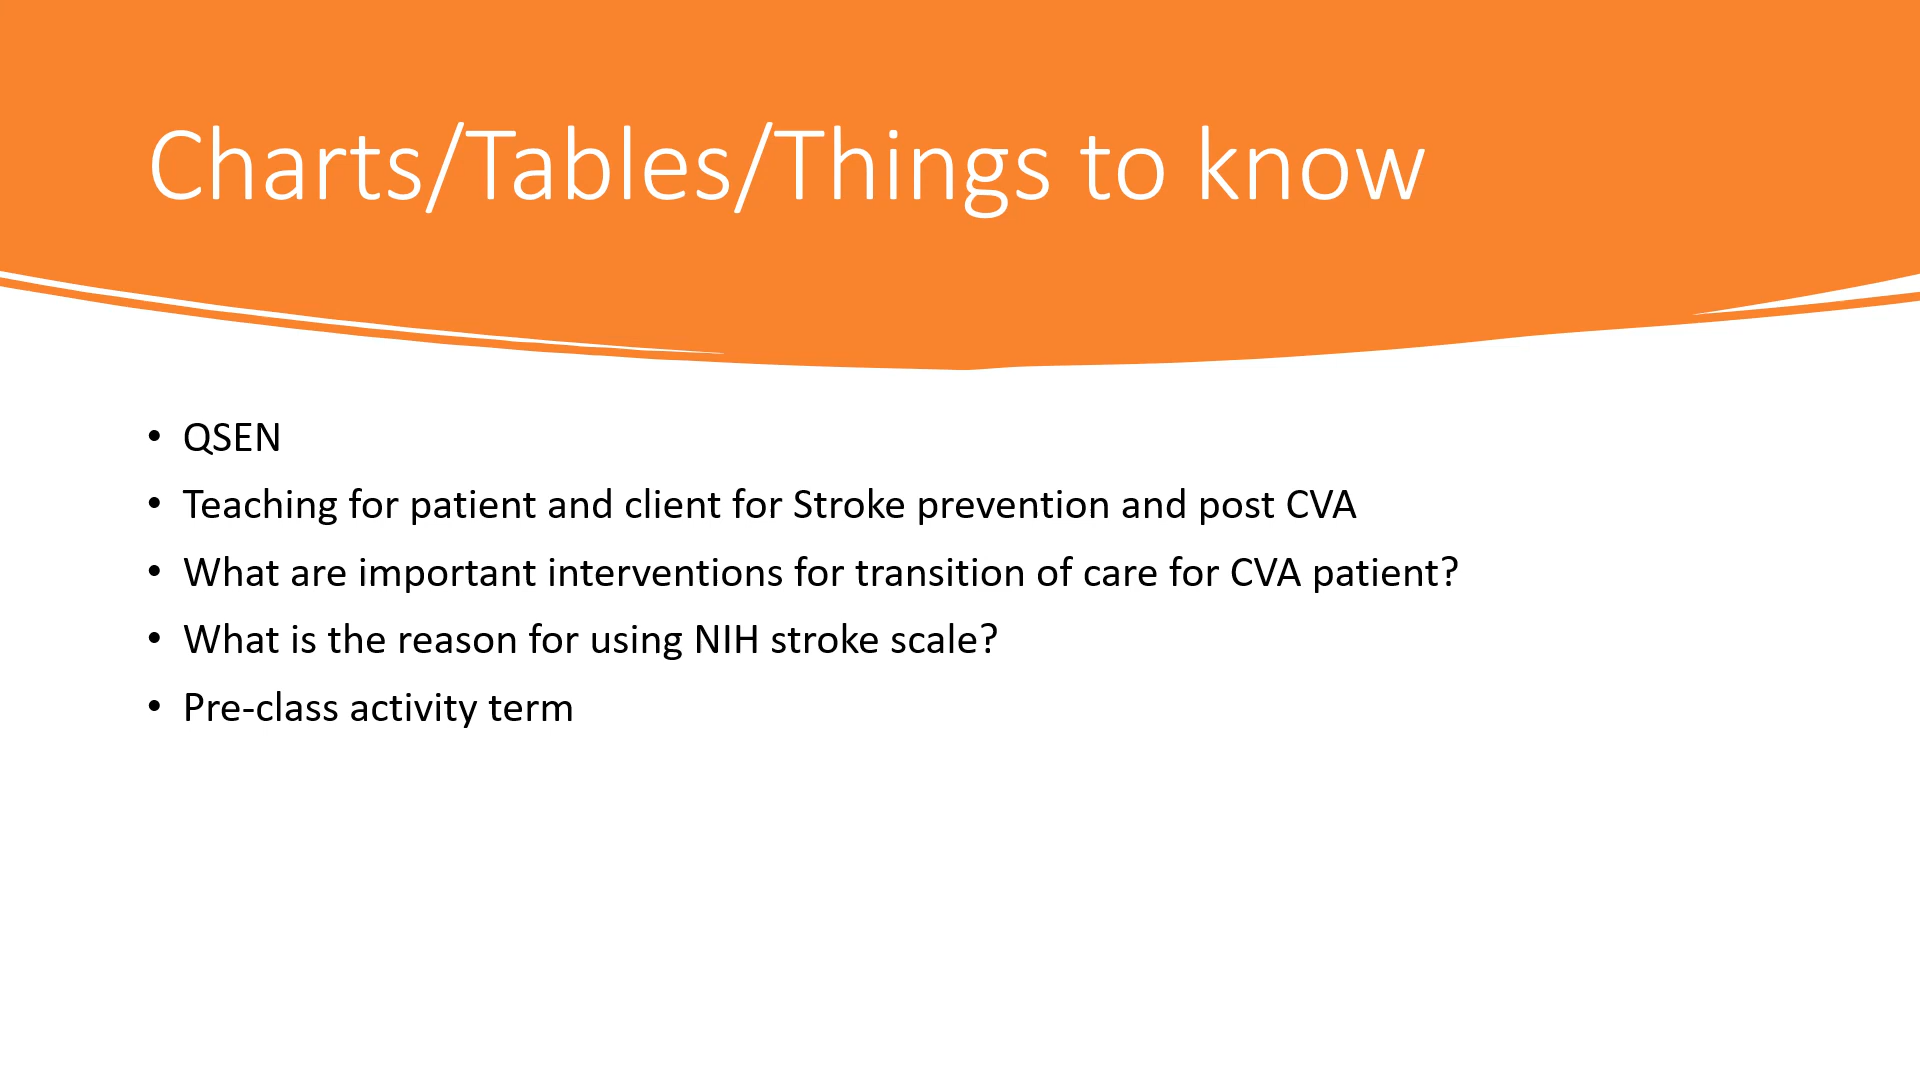 Charts/Tables/Things to know
• QSEN
• Teaching for patient and client for Stroke prevention and post CVA
• What are important interventions for transition of care for CVA patient?
• What is the reason for using NIH stroke scale?
• Pre-class activity term